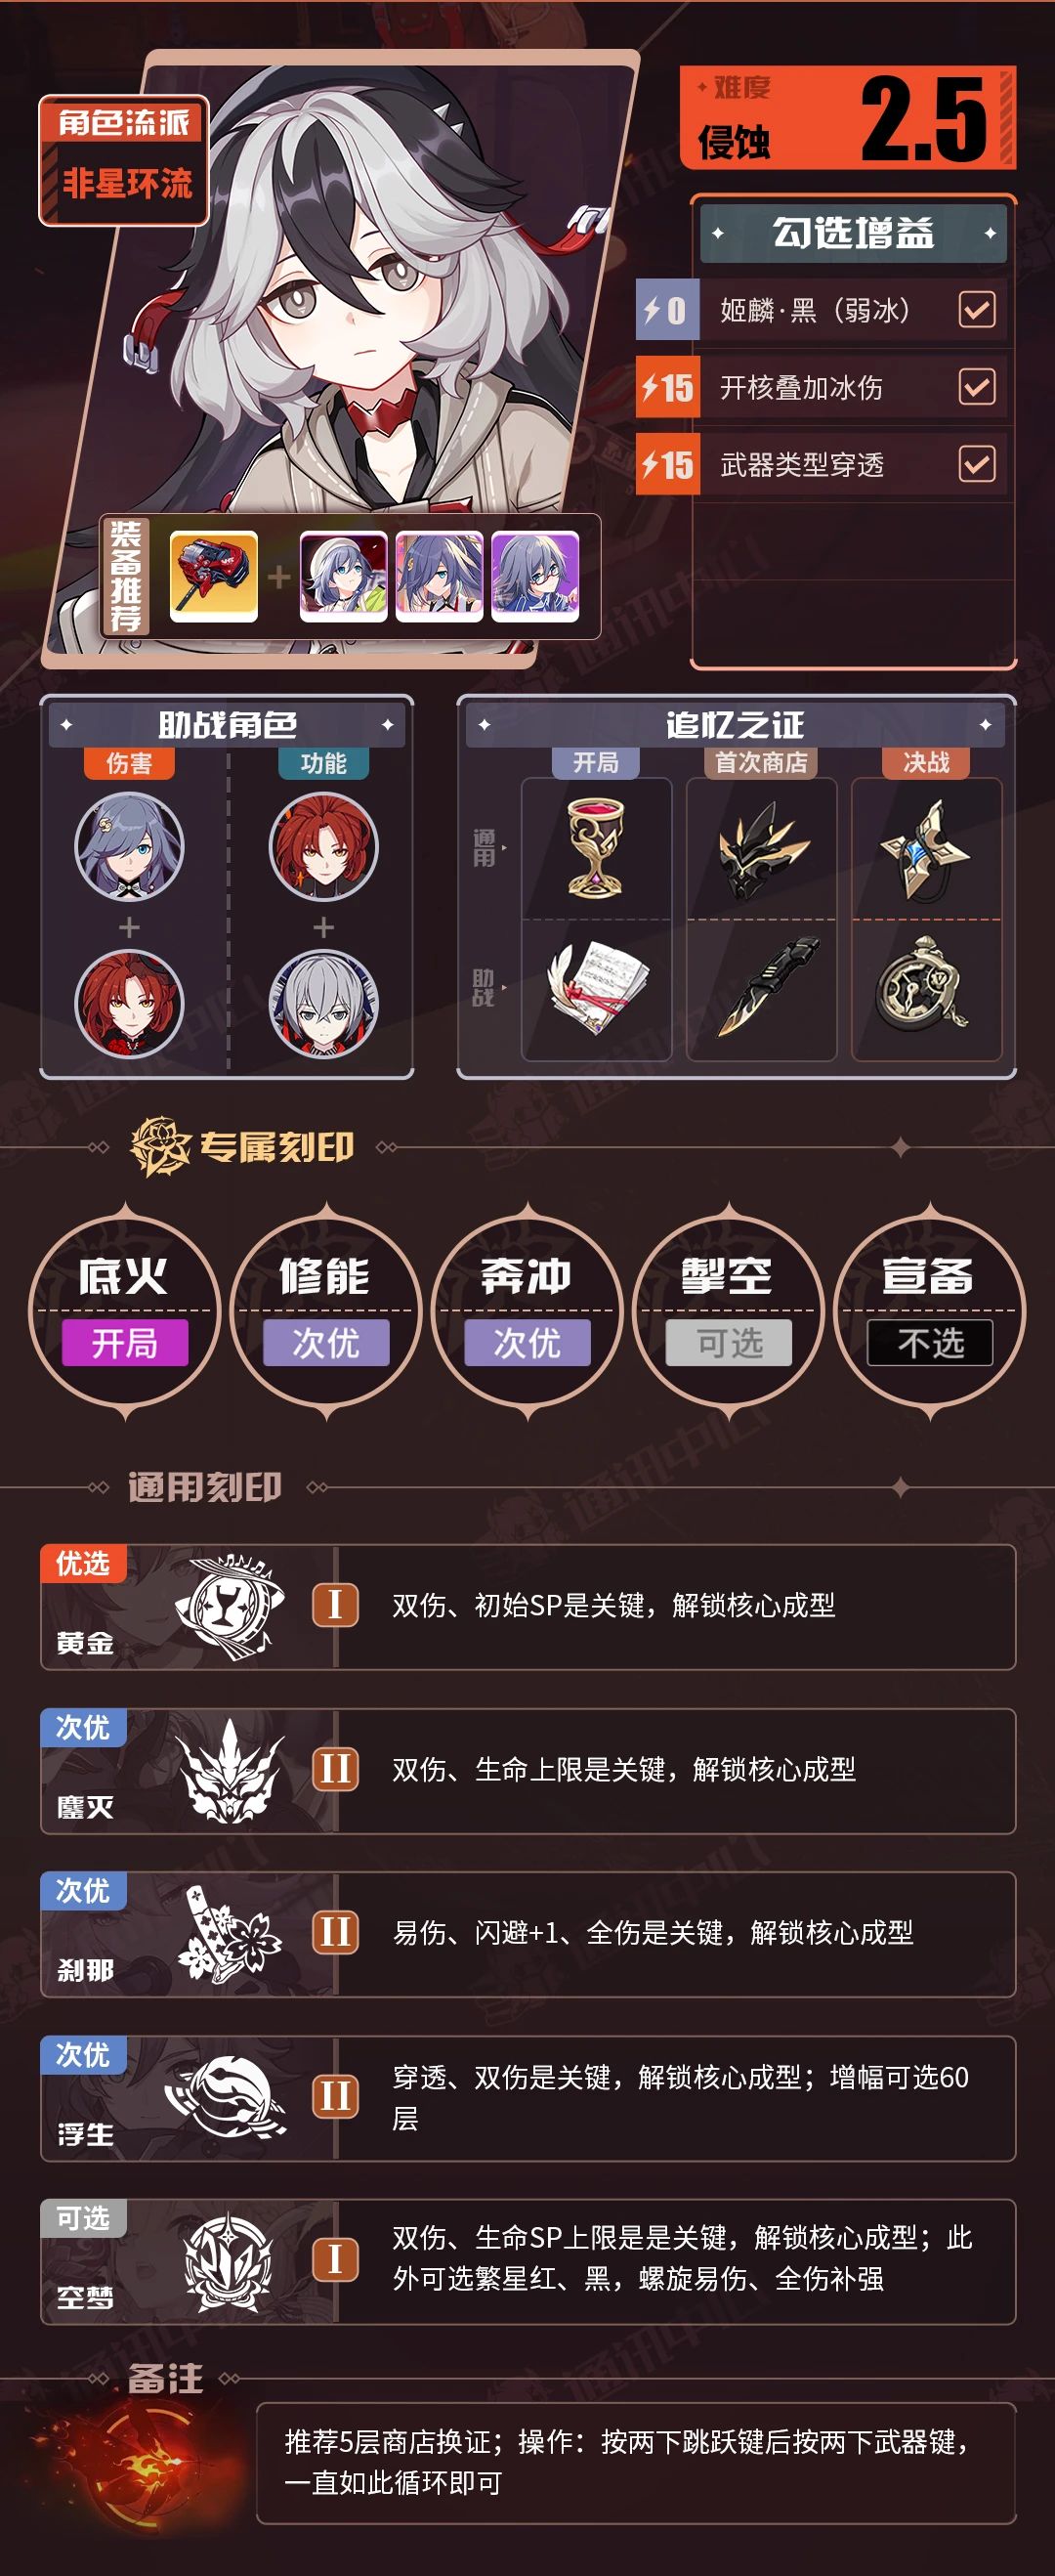 角色流派
非星环流
难度
侵蚀
2.5
勾选增益
0 姬麟·黑（弱冰）
15 开核叠加冰伤
15 武器类型穿透
装备推荐
助战角色
伤害
功能
追忆之证
开局
首次商店
决战
通用
助战
专属刻印
底火
开局
修能
次优
奔冲
次优
掣空
可选
宣备
不选
通用刻印
优选
黄金
I
双伤、初始SP是关键，解锁核心成型
次优
鏖灭
II
双伤、生命上限是关键，解锁核心成型
次优
刹那
II
易伤、闪避+1、全伤是关键，解锁核心成型
次优
浮生
II
穿透、双伤是关键，解锁核心成型；增幅可选60
层
可选
空梦
I
双伤、生命SP上限是是关键，解锁核心成型；此
外可选繁星红、黑，螺旋易伤、全伤补强
备注
推荐5层商店换证；操作：按两下跳跃键后按两下武器键，
一直如此循环即可
通讯中心